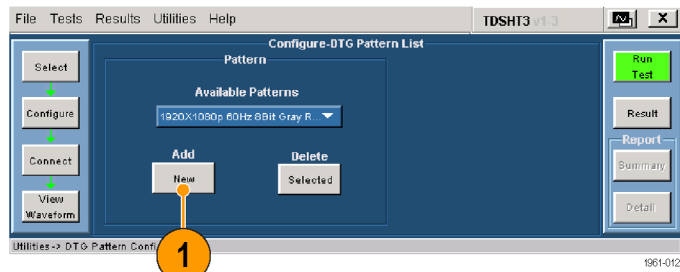 File Tests Results Utilities Help TDSHT3 v1-3 X
Configure-DTG Pattern List
Select
Configure
Connect
View
Waveform
Pattern
Available Patterns
1920X1080p 60Hz 8Bit Gray R...
Add
New
Delete
Selected
Run
Test
Result
Report
Summary
Detail
Utilities-> DTG Pattern Conf
1
1961-012